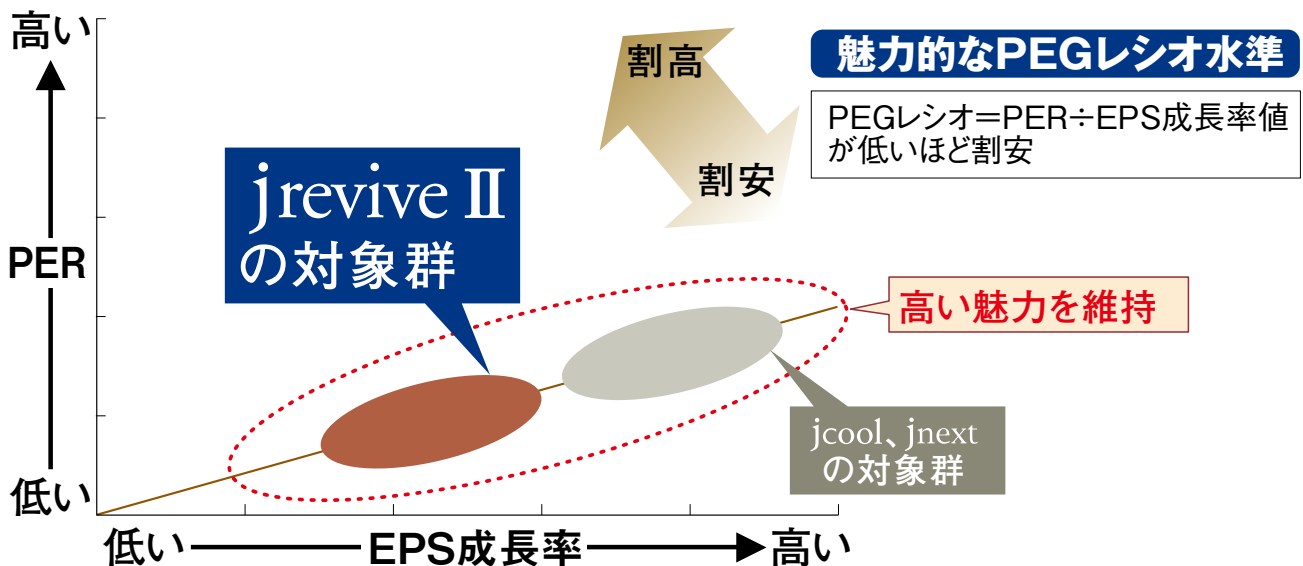 高い
PER
低い
割高
割安
魅力的なPEGレシオ水準
PEGレシオ＝PER÷EPS成長率値
が低いほど割安
jrevive Ⅱ
の対象群
高い魅力を維持
jcool、jnext
の対象群
低い
EPS成長率
高い